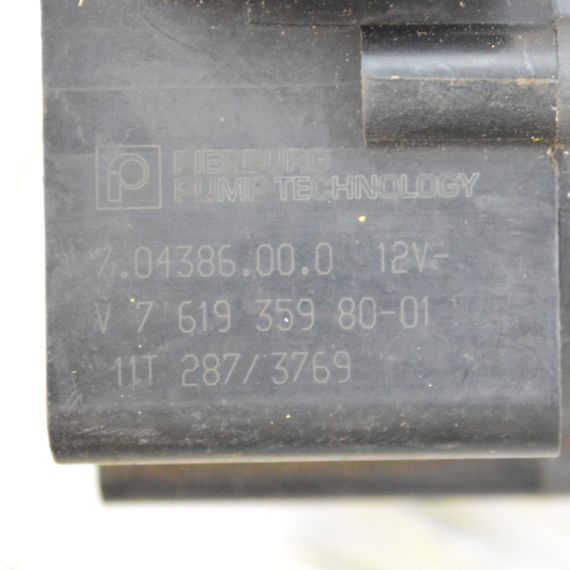 PIERBURG
PUMP TECHNOLOGY
7.04386.00.0 12V-
V 7 619 359 80-01
11T 287/3769